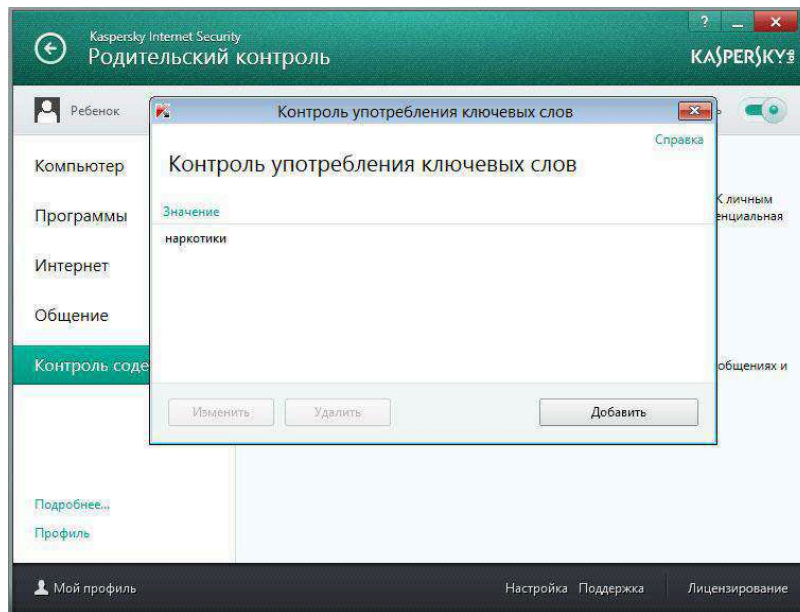 Kaspersky Internet Security
Родительский контроль
KASPERSKY
Ребенок
Контроль употребления ключевых слов
Справка
Контроль употребления ключевых слов
Компьютер
Программы
Интернет
Общение
Контроль соде
Значение
наркотики
К личным
енциальная
общениях и
Изменить
Удалить
Добавить
Подробнее...
Профиль
Мой профиль
Настройка Поддержка Лицензирование